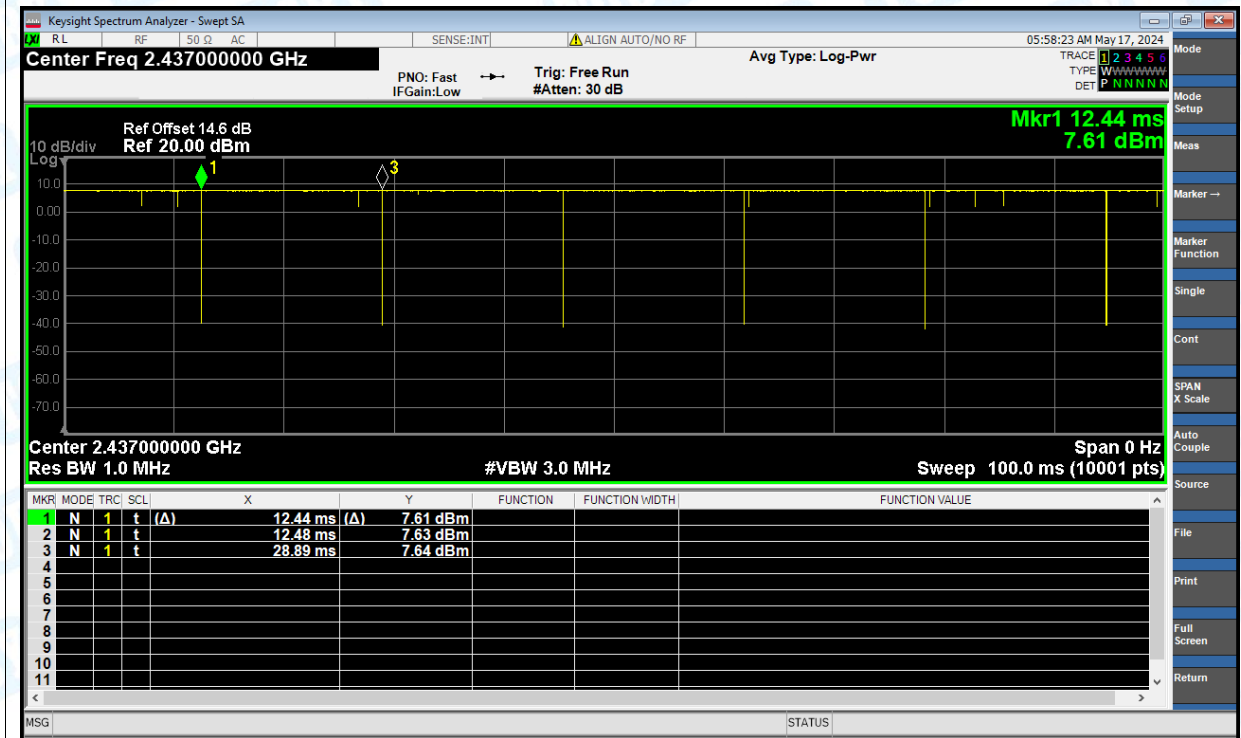 Keysight Spectrum Analyzer - Swept SA
LXI RL RF 50 Ω AC SENSE:INT ALIGN AUTO/NO RF 05:58:23 AM May 17, 2024
Center Freq 2.437000000 GHz
PNO: Fast
IFGain:Low
Trig: Free Run
#Atten: 30 dB
Avg Type: Log-Pwr
TRACE 1 2 3 4 5 6
TYPE WWWWWWW
DET P N N N N N
Ref Offset 14.6 dB
10 dB/div Ref 20.00 dBm
Log
Mkr1 12.44 ms
7.61 dBm
1
3
10.0
0.00
-10.0
-20.0
-30.0
-40.0
-50.0
-60.0
-70.0
Center 2.437000000 GHz Span 0 Hz
Res BW 1.0 MHz #VBW 3.0 MHz Sweep 100.0 ms (10001 pts)
MKR MODE TRC SCL X Y FUNCTION FUNCTION WIDTH FUNCTION VALUE
1 N 1 t (Δ) 12.44 ms (Δ) 7.61 dBm
2 N 1 t 12.48 ms 7.63 dBm
3 N 1 t 28.89 ms 7.64 dBm
4
5
6
7
8
9
10
11
MSG STATUS
Mode
Mode
Setup
Meas
Marker →
Marker
Function
Single
Cont
SPAN
X Scale
Auto
Couple
Source
File
Print
Full
Screen
Return